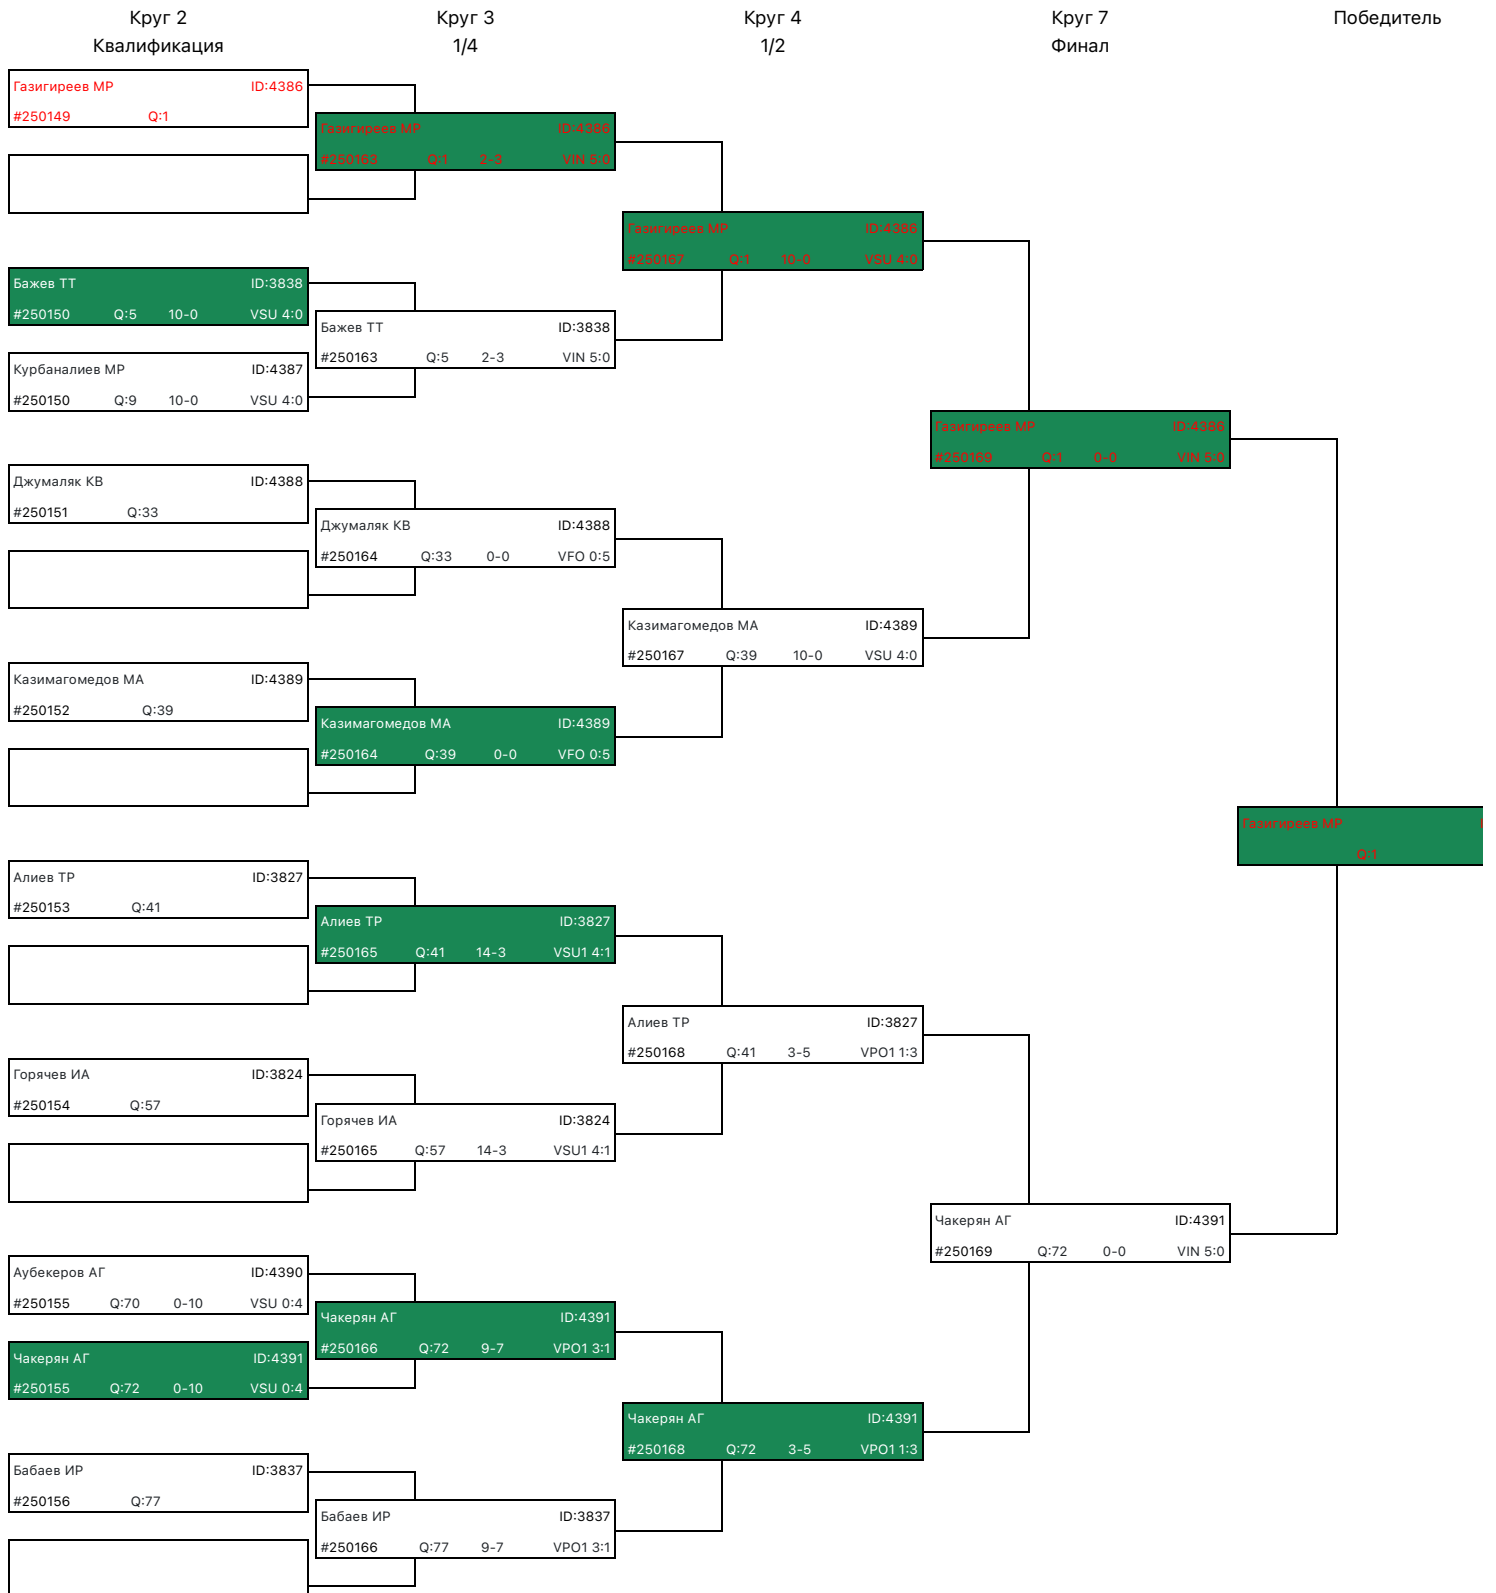 Круг 2 Круг 3 Круг 4 Круг 7 Победитель
Квалификация 1/4 1/2 Финал
Газигиреев МР ID:4386
#250149 Q:1
Бажев ТТ ID:3838
#250150 Q:5 10-0 VSU 4:0
Курбаналиев МР ID:4387
#250150 Q:9 10-0 VSU 4:0
Джумаляк КВ ID:4388
#250151 Q:33
Казимагомедов МА ID:4389
#250152 Q:39
Алиев ТР ID:3827
#250153 Q:41
Горячев ИА ID:3824
#250154 Q:57
Аубекеров АГ ID:4390
#250155 Q:70 0-10 VSU 0:4
Чакерян АГ ID:4391
#250155 Q:72 0-10 VSU 0:4
Бабаев ИР ID:3837
#250156 Q:77
Газигиреев МР ID:4386
#250163 Q:1 2-3 VIN 5:0
Бажев ТТ ID:3838
#250163 Q:5 2-3 VIN 5:0
Джумаляк КВ ID:4388
#250164 Q:33 0-0 VFO 0:5
Казимагомедов МА ID:4389
#250164 Q:39 0-0 VFO 0:5
Алиев ТР ID:3827
#250165 Q:41 14-3 VSU1 4:1
Горячев ИА ID:3824
#250165 Q:57 14-3 VSU1 4:1
Чакерян АГ ID:4391
#250166 Q:72 9-7 VPO1 3:1
Бабаев ИР ID:3837
#250166 Q:77 9-7 VPO1 3:1
Газигиреев МР ID:4386
#250167 Q:1 10-0 VSU 4:0
Казимагомедов МА ID:4389
#250167 Q:39 10-0 VSU 4:0
Алиев ТР ID:3827
#250168 Q:41 3-5 VPO1 1:3
Чакерян АГ ID:4391
#250168 Q:72 3-5 VPO1 1:3
Газигиреев МР ID:4386
#250169 Q:1 0-0 VIN 5:0
Чакерян АГ ID:4391
#250169 Q:72 0-0 VIN 5:0
Газигиреев МР
Q:1